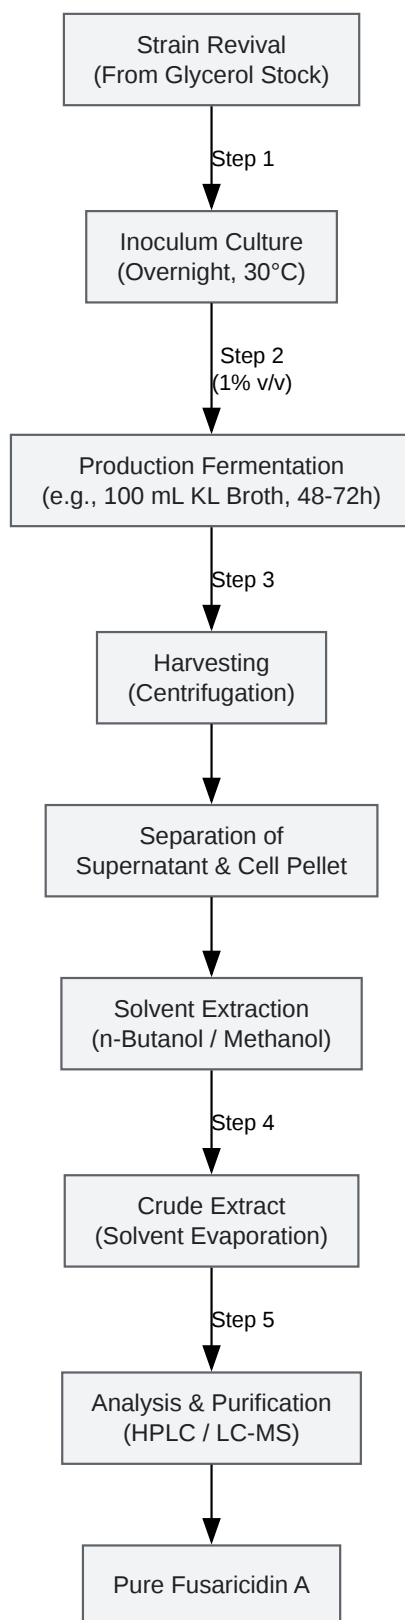 Strain Revival
(From Glycerol Stock)
Step 1
Inoculum Culture
(Overnight, 30°C)
Step 2
(1% v/v)
Production Fermentation
(e.g., 100 mL KL Broth, 48-72h)
Step 3
Harvesting
(Centrifugation)
Separation of
Supernatant & Cell Pellet
Solvent Extraction
(n-Butanol / Methanol)
Step 4
Crude Extract
(Solvent Evaporation)
Step 5
Analysis & Purification
(HPLC / LC-MS)
Pure Fusaricidin A